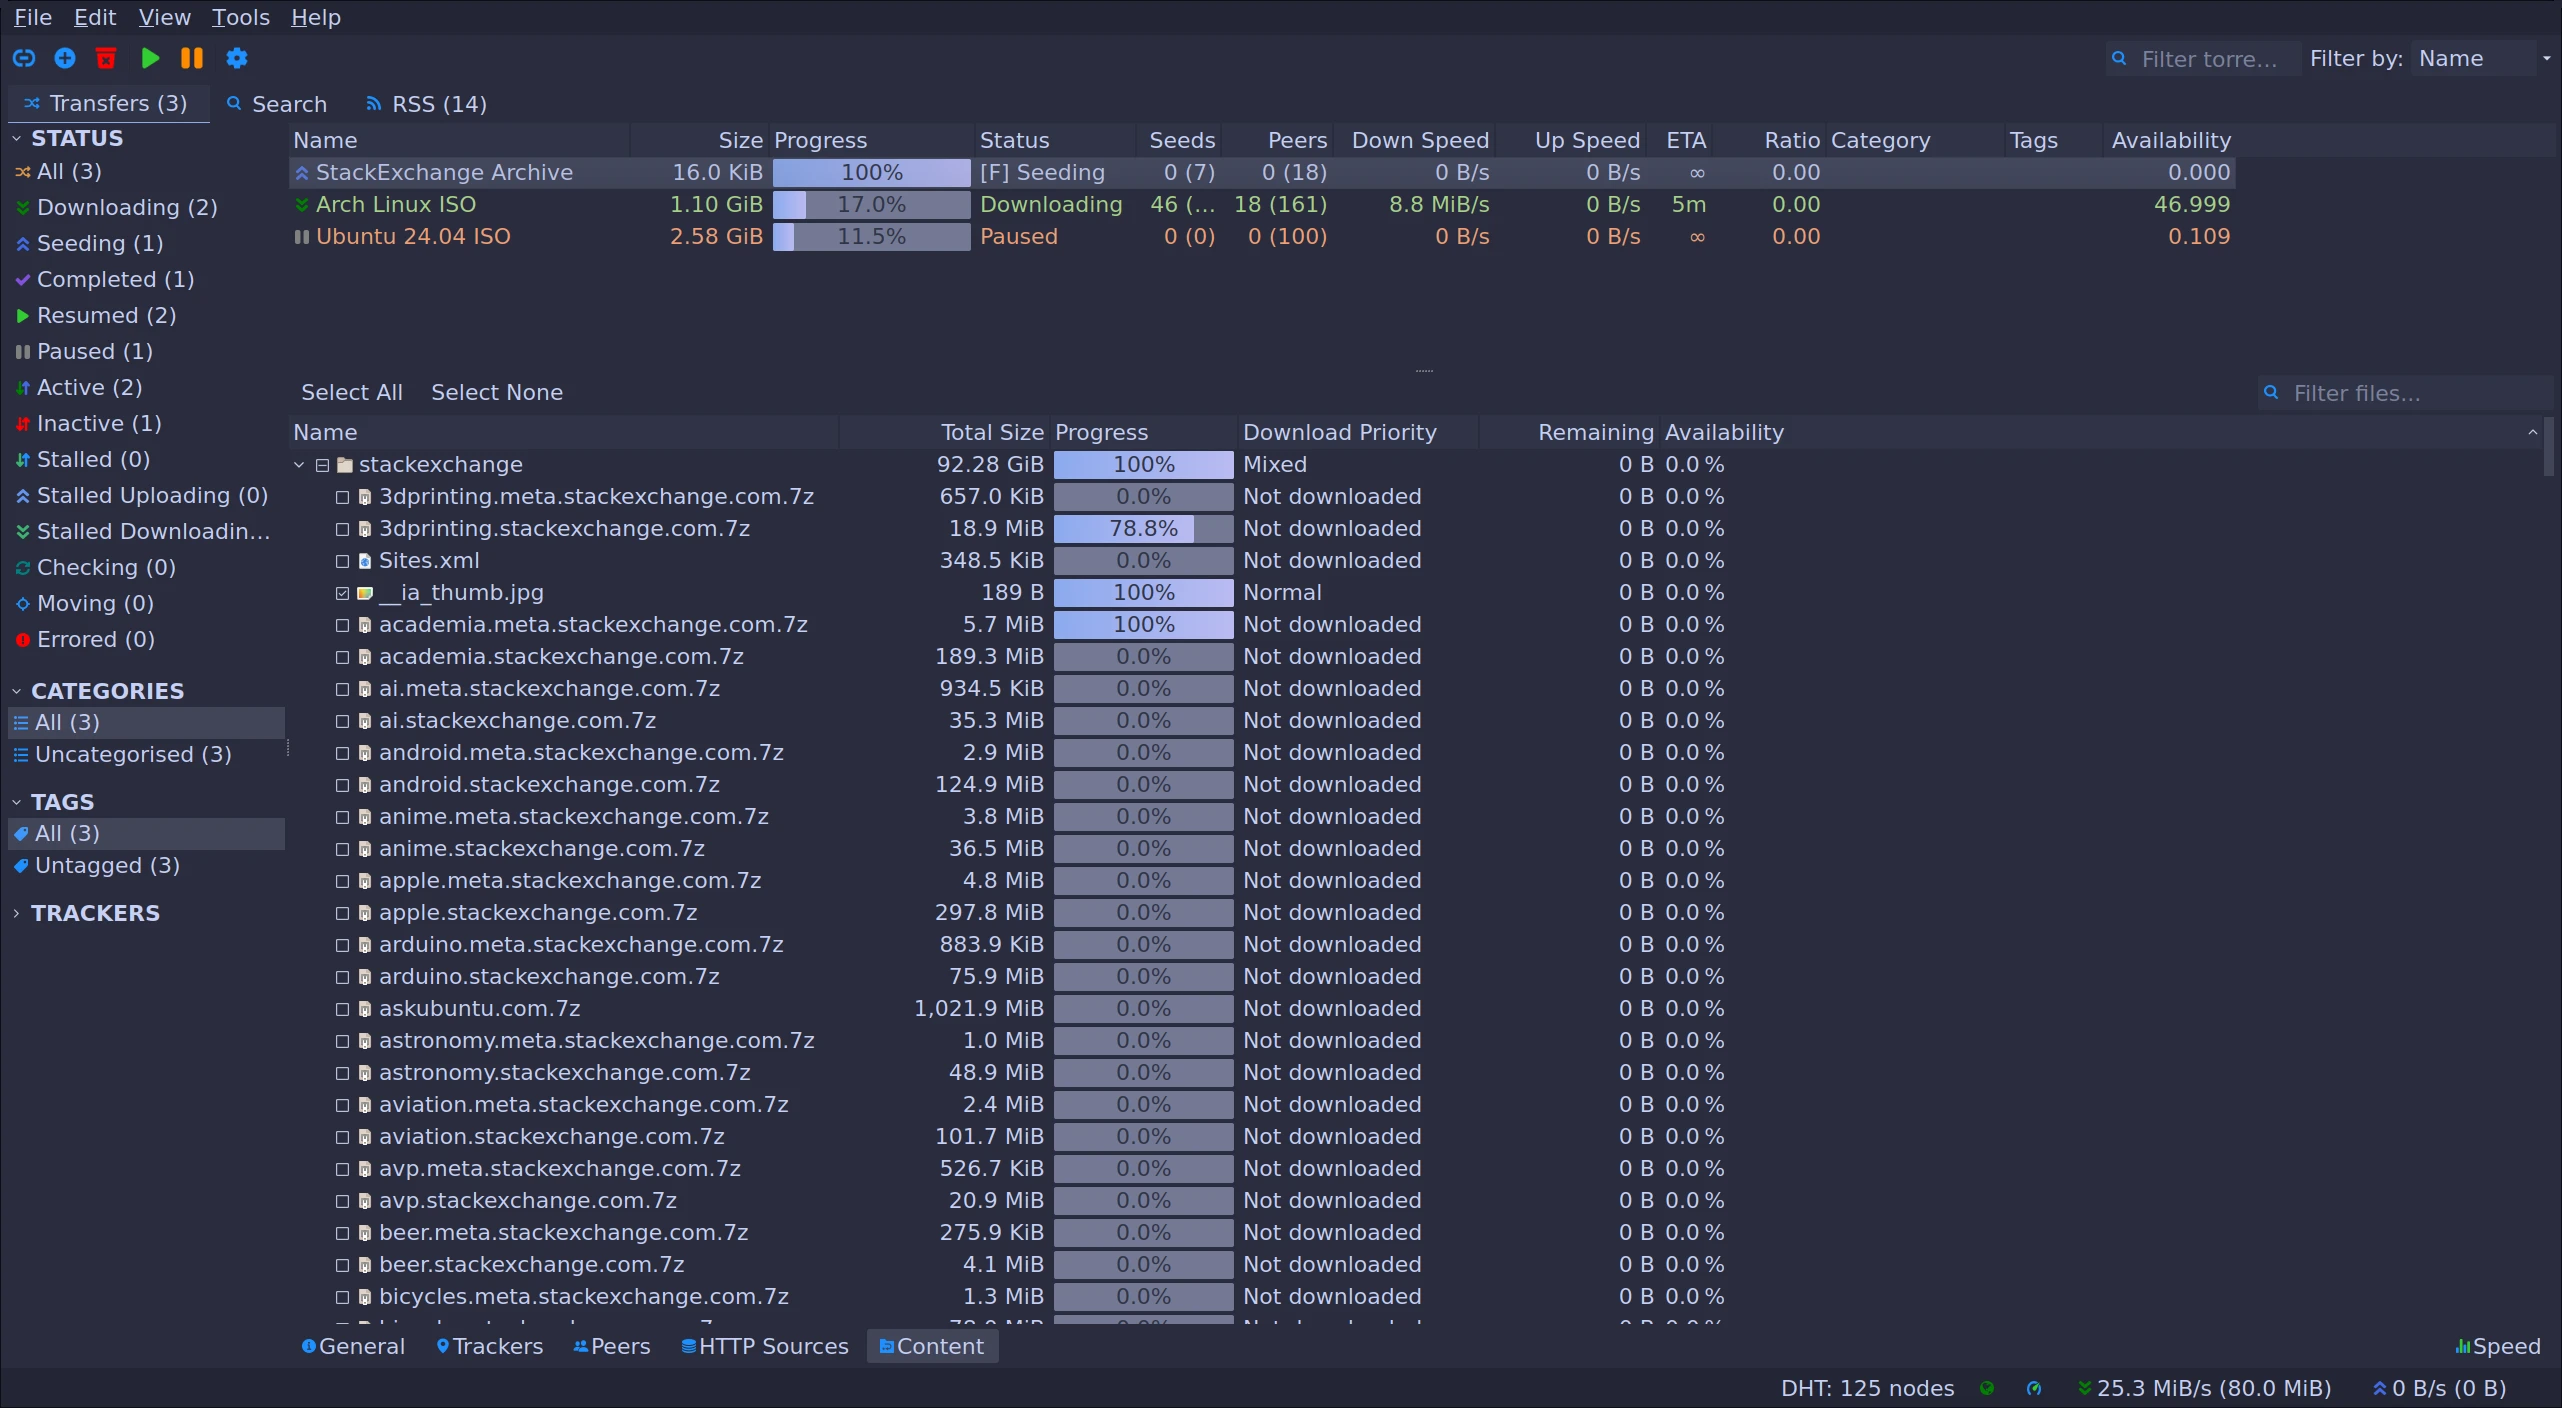 File Edit View Tools Help
Filter torre... Filter by: Name
Transfers (3) Search RSS (14)
STATUS
All (3)
Downloading (2)
Seeding (1)
Completed (1)
Resumed (2)
Paused (1)
Active (2)
Inactive (1)
Stalled (0)
Stalled Uploading (0)
Stalled Downloadin...
Checking (0)
Moving (0)
Errored (0)
CATEGORIES
All (3)
Uncategorised (3)
TAGS
All (3)
Untagged (3)
TRACKERS
Name Size Progress Status Seeds Peers Down Speed Up Speed ETA Ratio Category Tags Availability
StackExchange Archive 16.0 KiB 100% [F] Seeding 0 (7) 0 (18) 0 B/s 0 B/s ∞ 0.00 0.000
Arch Linux ISO 1.10 GiB 17.0% Downloading 46 (... 18 (161) 8.8 MiB/s 0 B/s 5m 0.00 46.999
Ubuntu 24.04 ISO 2.58 GiB 11.5% Paused 0 (0) 0 (100) 0 B/s 0 B/s ∞ 0.00 0.109
Select All Select None Filter files...
Name Total Size Progress Download Priority Remaining Availability
stackexchange 92.28 GiB 100% Mixed 0 B 0.0 %
3dprinting.meta.stackexchange.com.7z 657.0 KiB 0.0% Not downloaded 0 B 0.0 %
3dprinting.stackexchange.com.7z 18.9 MiB 78.8% Not downloaded 0 B 0.0 %
Sites.xml 348.5 KiB 0.0% Not downloaded 0 B 0.0 %
__ia_thumb.jpg 189 B 100% Normal 0 B 0.0 %
academia.meta.stackexchange.com.7z 5.7 MiB 100% Not downloaded 0 B 0.0 %
academia.stackexchange.com.7z 189.3 MiB 0.0% Not downloaded 0 B 0.0 %
ai.meta.stackexchange.com.7z 934.5 KiB 0.0% Not downloaded 0 B 0.0 %
ai.stackexchange.com.7z 35.3 MiB 0.0% Not downloaded 0 B 0.0 %
android.meta.stackexchange.com.7z 2.9 MiB 0.0% Not downloaded 0 B 0.0 %
android.stackexchange.com.7z 124.9 MiB 0.0% Not downloaded 0 B 0.0 %
anime.meta.stackexchange.com.7z 3.8 MiB 0.0% Not downloaded 0 B 0.0 %
anime.stackexchange.com.7z 36.5 MiB 0.0% Not downloaded 0 B 0.0 %
apple.meta.stackexchange.com.7z 4.8 MiB 0.0% Not downloaded 0 B 0.0 %
apple.stackexchange.com.7z 297.8 MiB 0.0% Not downloaded 0 B 0.0 %
arduino.meta.stackexchange.com.7z 883.9 KiB 0.0% Not downloaded 0 B 0.0 %
arduino.stackexchange.com.7z 75.9 MiB 0.0% Not downloaded 0 B 0.0 %
askubuntu.com.7z 1,021.9 MiB 0.0% Not downloaded 0 B 0.0 %
astronomy.meta.stackexchange.com.7z 1.0 MiB 0.0% Not downloaded 0 B 0.0 %
astronomy.stackexchange.com.7z 48.9 MiB 0.0% Not downloaded 0 B 0.0 %
aviation.meta.stackexchange.com.7z 2.4 MiB 0.0% Not downloaded 0 B 0.0 %
aviation.stackexchange.com.7z 101.7 MiB 0.0% Not downloaded 0 B 0.0 %
avp.meta.stackexchange.com.7z 526.7 KiB 0.0% Not downloaded 0 B 0.0 %
avp.stackexchange.com.7z 20.9 MiB 0.0% Not downloaded 0 B 0.0 %
beer.meta.stackexchange.com.7z 275.9 KiB 0.0% Not downloaded 0 B 0.0 %
beer.stackexchange.com.7z 4.1 MiB 0.0% Not downloaded 0 B 0.0 %
bicycles.meta.stackexchange.com.7z 1.3 MiB 0.0% Not downloaded 0 B 0.0 %
General Trackers Peers HTTP Sources Content Speed
DHT: 125 nodes 25.3 MiB/s (80.0 MiB) 0 B/s (0 B)